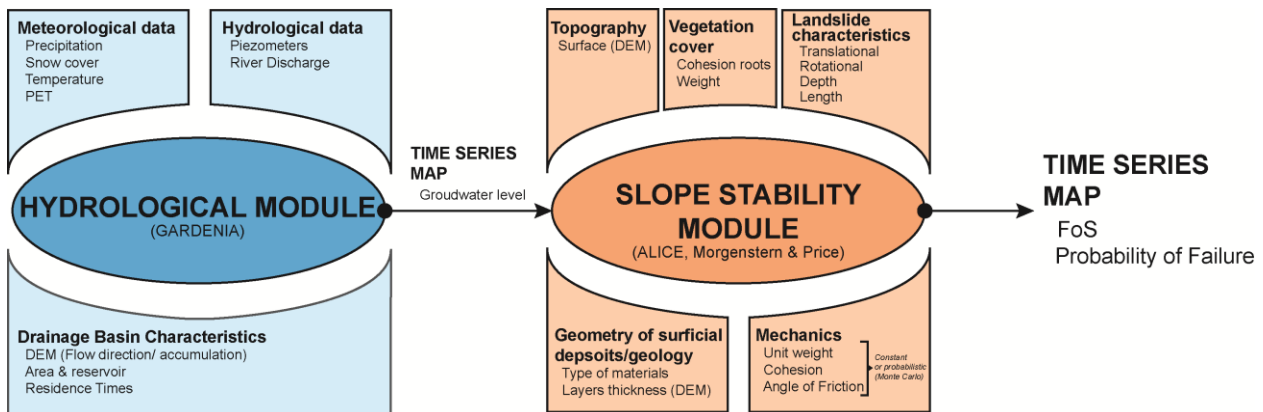 Meteorological data
Precipitation
Snow cover
Temperature
PET
Hydrological data
Piezometers
River Discharge
HYDROLOGICAL MODULE
(GARDENIA)
Drainage Basin Characteristics
DEM (Flow direction/ accumulation)
Area & reservoir
Residence Times
TIME SERIES
MAP
Groudwater level
Topography
Surface (DEM)
Vegetation
cover
Cohesion roots
Weight
Landslide
characteristics
Translational
Rotational
Depth
Length
SLOPE STABILITY
MODULE
(ALICE, Morgenstern & Price)
Geometry of surficial
depsoits/geology
Type of materials
Layers thickness (DEM)
Mechanics
Unit weight
Cohesion
Angle of Friction
Constant
or probabilistic
(Monte Carlo)
TIME SERIES
MAP
FoS
Probability of Failure